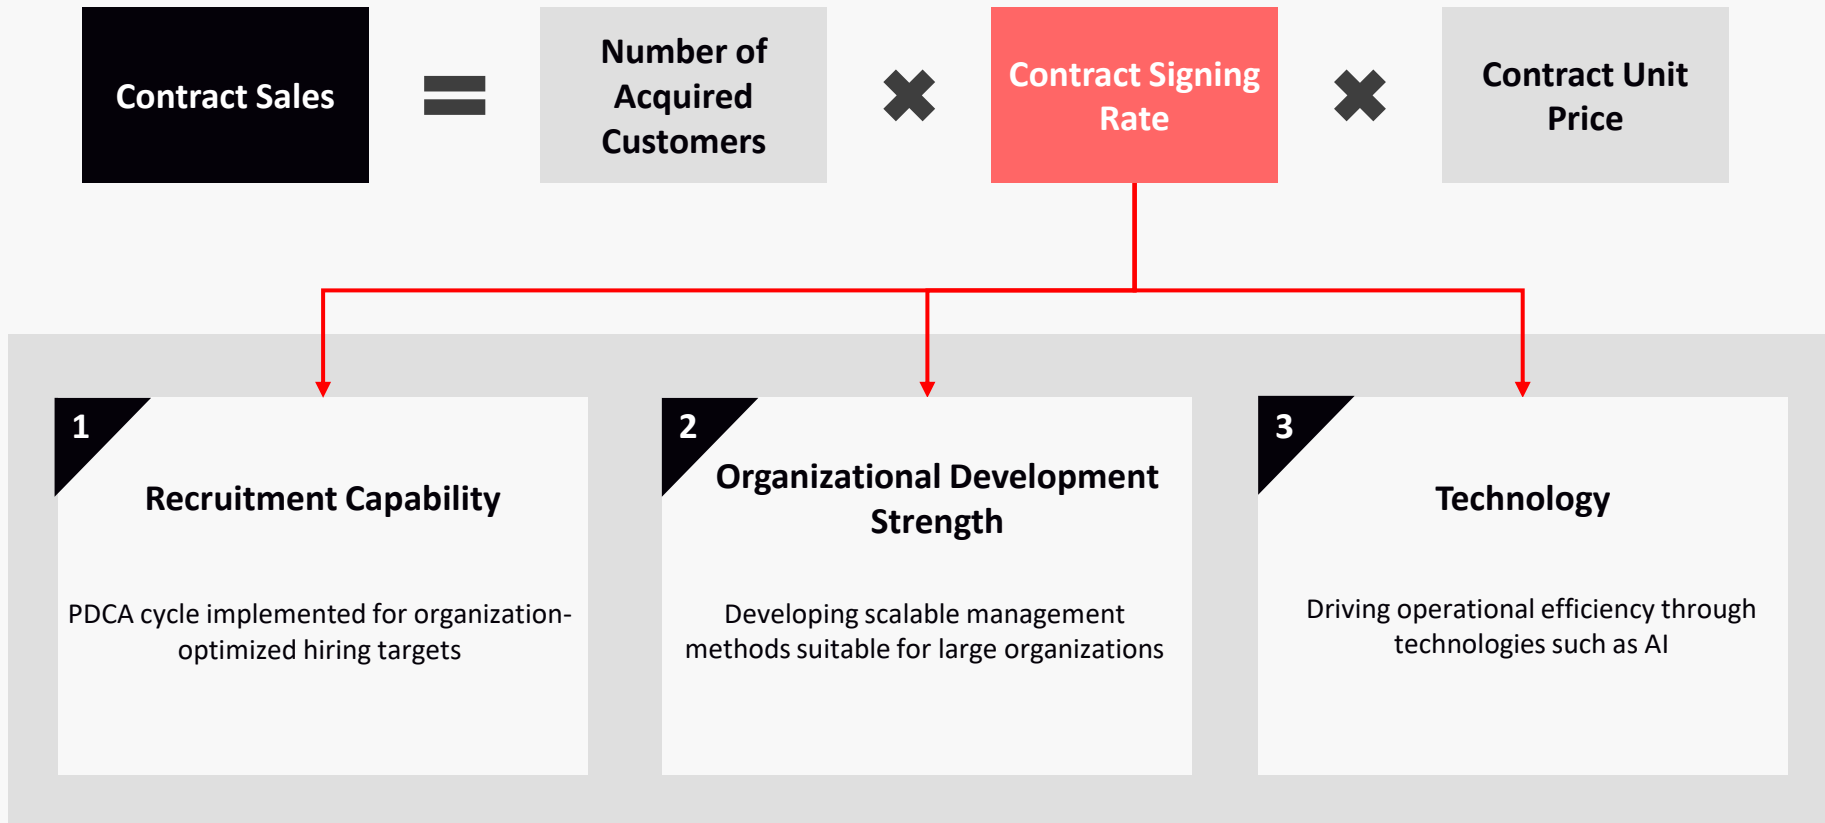 Contract Sales
Number of
Acquired
Customers
Contract Signing
Rate
Contract Unit
Price
1
Recruitment Capability
PDCA cycle implemented for organization-
optimized hiring targets
2
Organizational Development
Strength
Developing scalable management
methods suitable for large organizations
3
Technology
Driving operational efficiency through
technologies such as AI